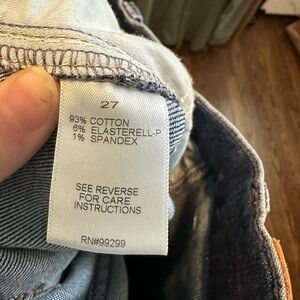 27
93% COTTON
6% ELASTERELL-P
1% SPANDEX
SEE REVERSE
FOR CARE
INSTRUCTIONS
RN#99299